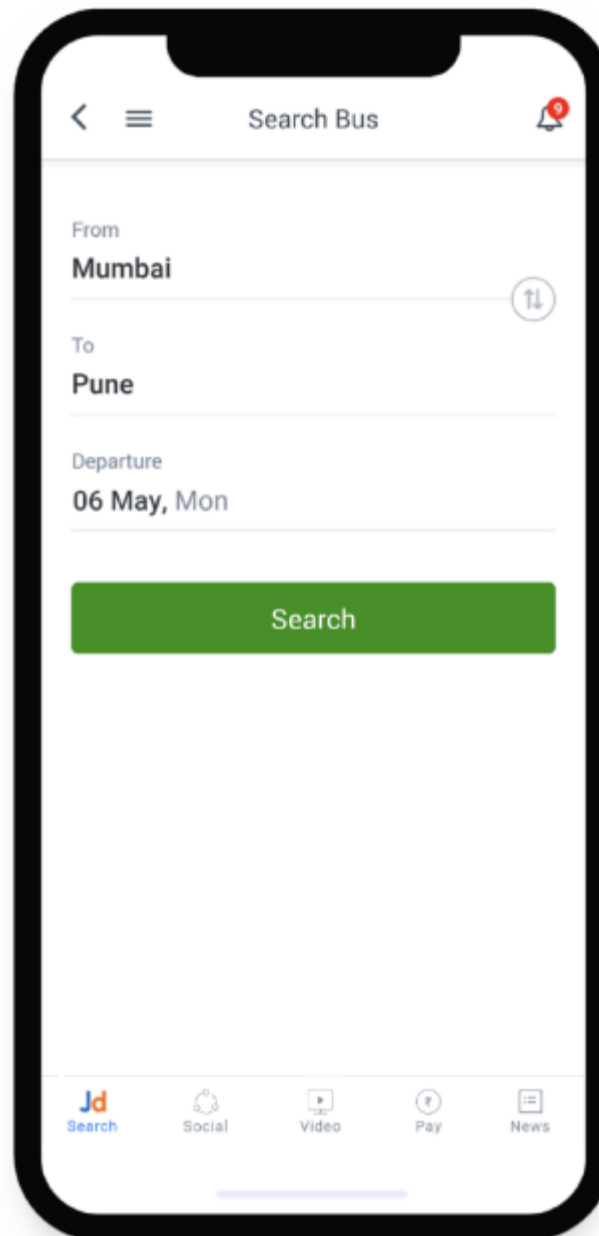 Search Bus
9
From
Mumbai
To
Pune
Departure
06 May, Mon
Search
Jd
Search Social Video Pay News